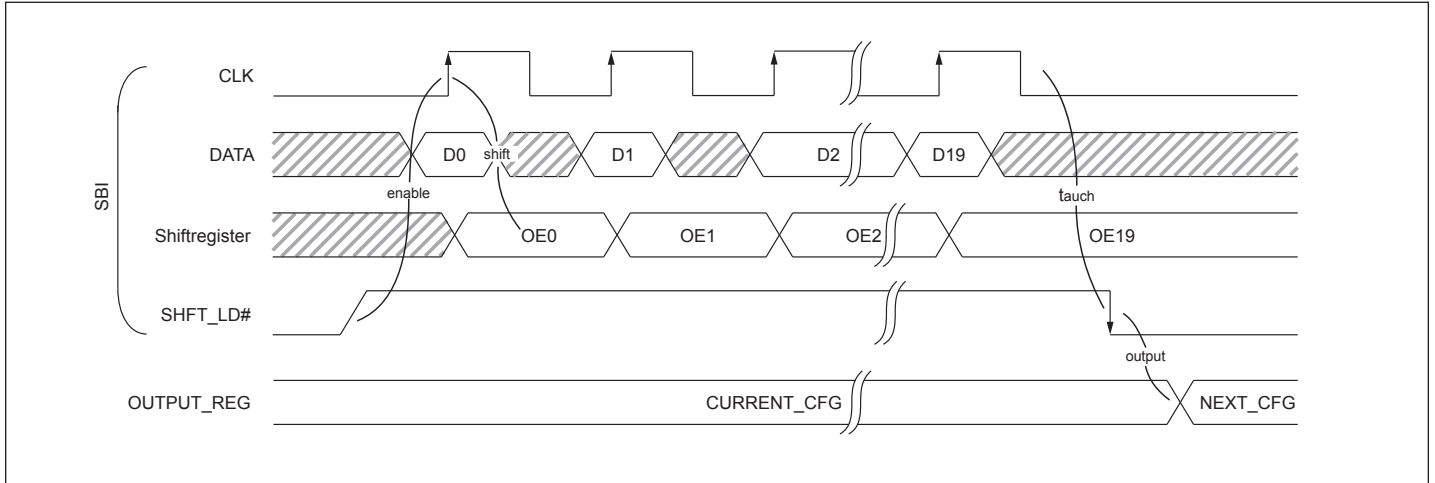 SBI
CLK
DATA D0 shift D1 D2 D19
enable tauch
Shiftregister OE0 OE1 OE2 OE19
SHFT_LD#
output
OUTPUT_REG CURRENT_CFG NEXT_CFG